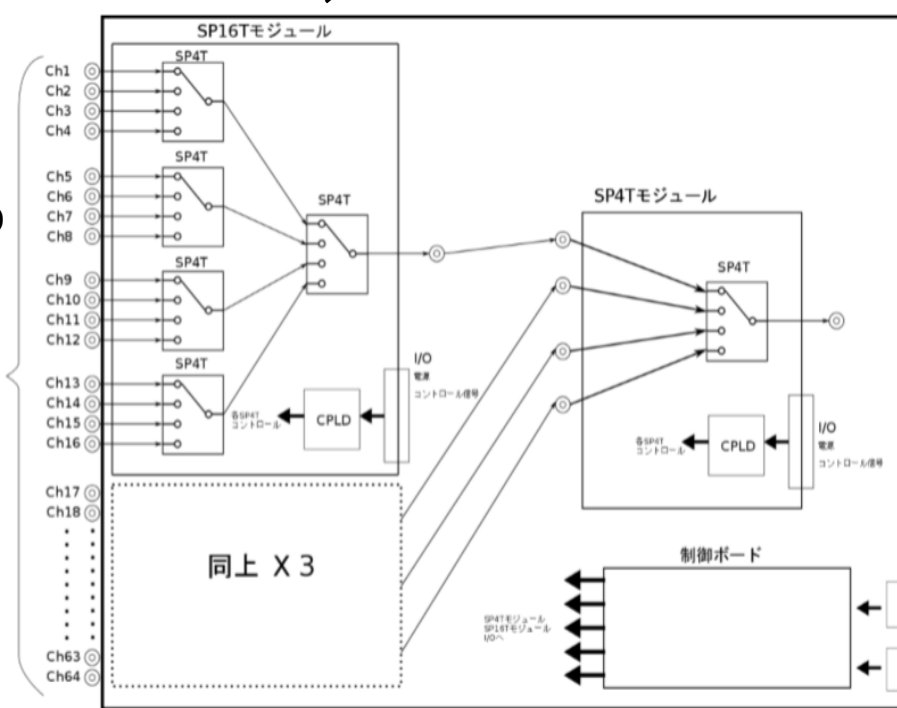 SP16Tモジュール
SP4T
Ch1
Ch2
Ch3
Ch4
SP4T
Ch5
Ch6
Ch7
Ch8
SP4T
Ch9
Ch10
Ch11
Ch12
SP4T
Ch13
Ch14
Ch15
Ch16
SP4T
各SP4T
コントロール
CPLD
I/O
電源
コントロール信号
Ch17
Ch18
Ch63
Ch64
同上 X 3
SP4Tモジュール
SP4T
各SP4T
コントロール
CPLD
I/O
電源
コントロール信号
制御ボード
SP4Tモジュール
SP16Tモジュール
I/Oへ